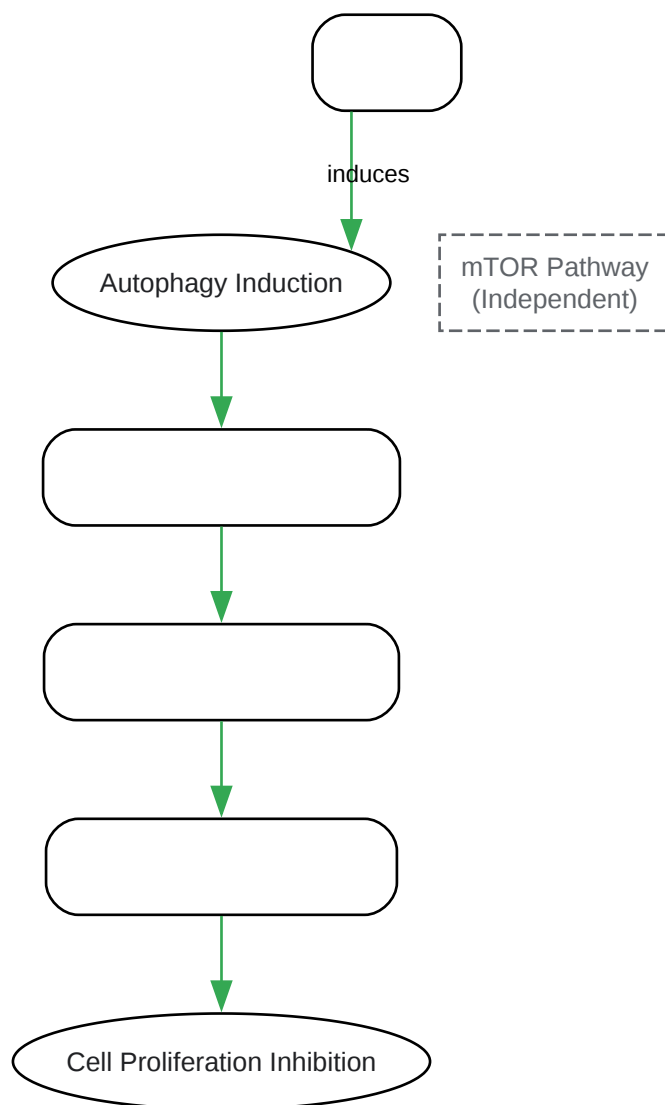 induces
Autophagy Induction
mTOR Pathway
(Independent)
Cell Proliferation Inhibition